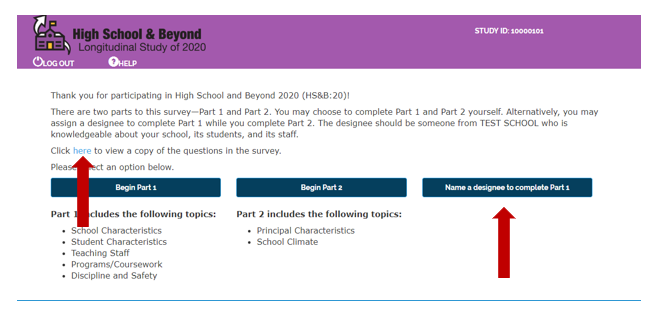 High School & Beyond
Longitudinal Study of 2020
STUDY ID: 10000101
LOG OUT
HELP
Thank you for participating in High School and Beyond 2020 (HS&B:20)!
There are two parts to this survey—Part 1 and Part 2. You may choose to complete Part 1 and Part 2 yourself. Alternatively, you may
assign a designee to complete Part 1 while you complete Part 2. The designee should be someone from TEST SCHOOL who is
knowledgeable about your school, its students, and its staff.
Click here to view a copy of the questions in the survey.
an option below.
Begin Part 1
Begin Part 2
Name a designee to complete Part 1
Part includes the following topics:
Part 2 includes the following topics:
• School Characteristics
• Student Characteristics
• Teaching Staff
• Programs/Coursework
• Discipline and Safety
• Principal Characteristics
• School Climate